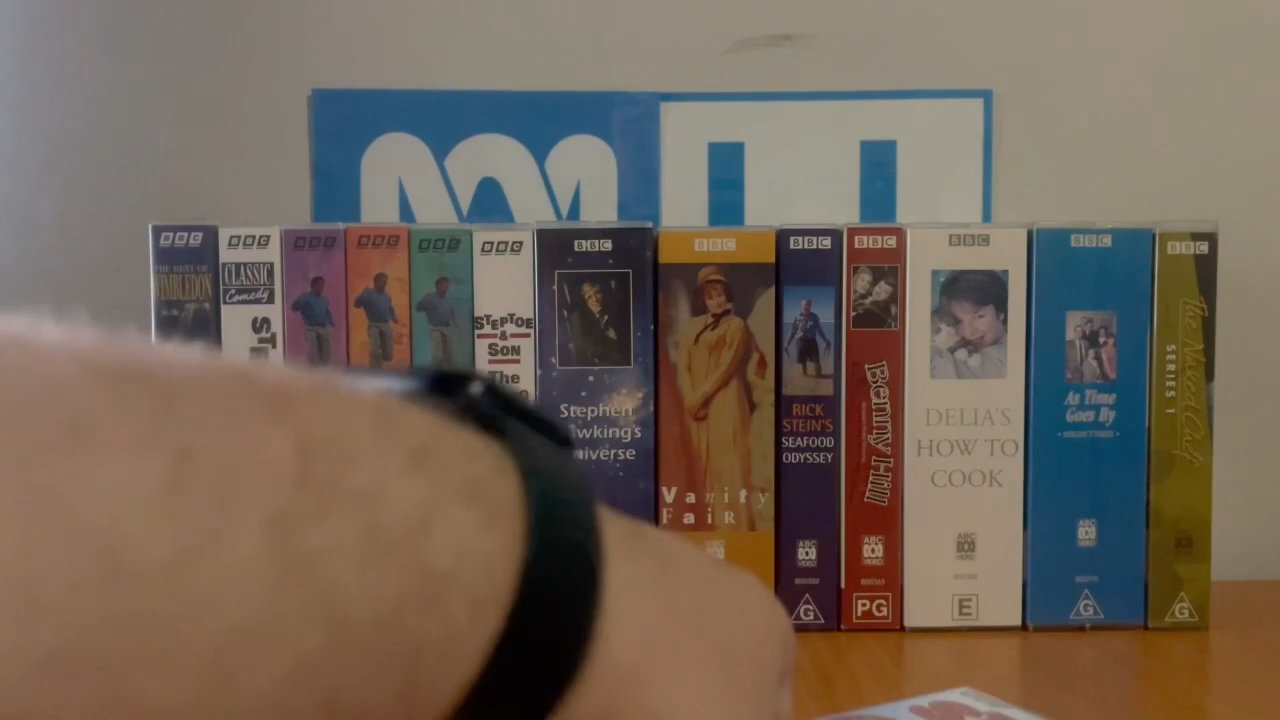 BBC
THE BEST OF
WIMBLEDON
BBC
CLASSIC
Comedy
BBC
BBC
BBC
BBC
STEPTOE
&
SON
The
BBC
Stephen
wking's
niverse
BBC
Vanity
Fair
BBC
RICK
STEIN'S
SEAFOOD
ODYSSEY
ABC
VIDEO
G
BBC
Benny Hill
ABC
VIDEO
PG
BBC
DELIA'S
HOW TO
COOK
ABC
VIDEO
E
BBC
As Time
Goes By
ABC
VIDEO
G
BBC
The Naked Chef
SERIES 1
G